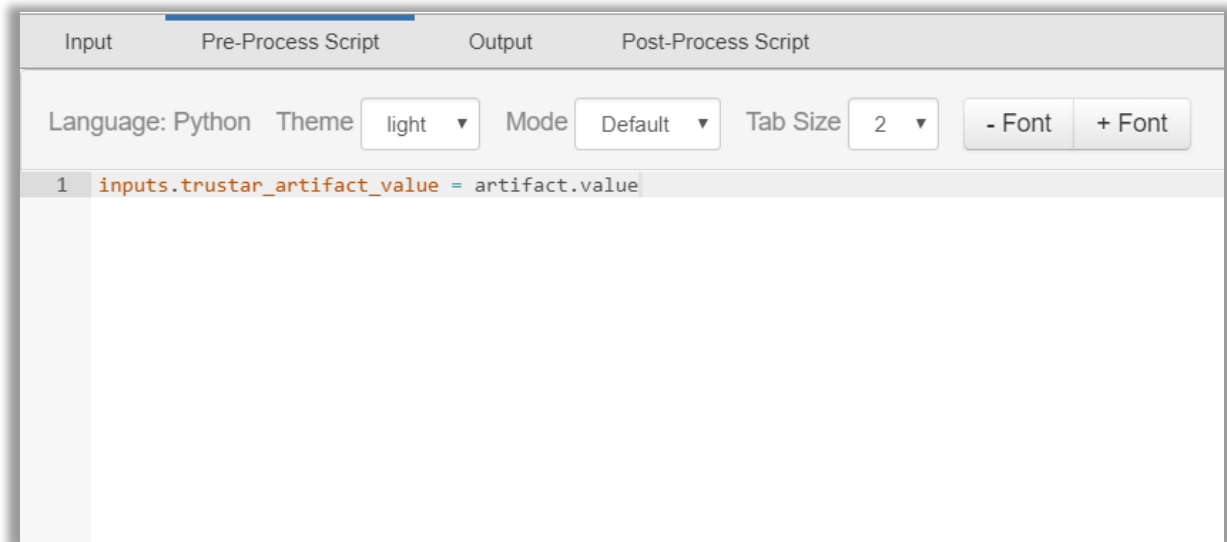 Input Pre-Process Script Output Post-Process Script
Language: Python Theme light Mode Default Tab Size 2 - Font + Font
1 inputs.trustar_artifact_value = artifact.value